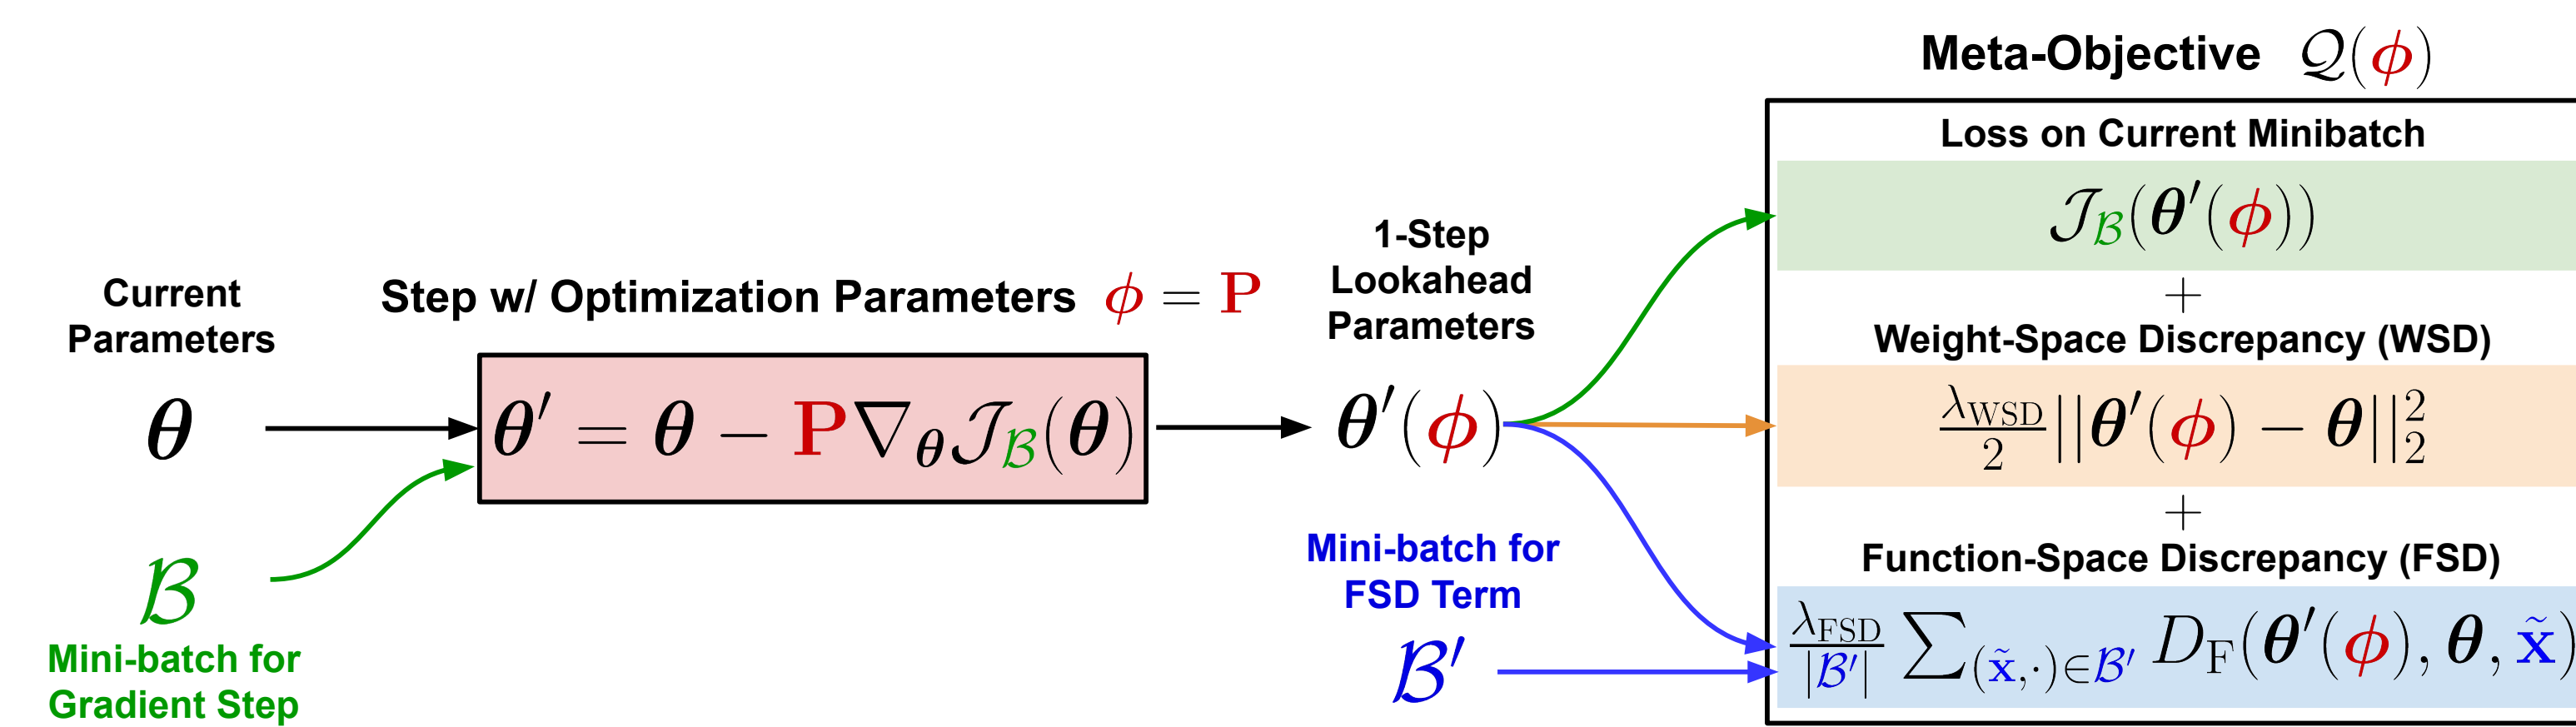 Current
Parameters
θ
ℬ
Mini-batch for
Gradient Step
Step w/ Optimization Parameters ϕ = P
θ′ = θ − P∇_θ 𝒥_ℬ(θ)
1-Step
Lookahead
Parameters
θ′(ϕ)
Mini-batch for
FSD Term
ℬ′
Meta-Objective 𝒬(ϕ)
Loss on Current Minibatch
𝒥_ℬ(θ′(ϕ))
+
Weight-Space Discrepancy (WSD)
λ_WSD/2 ||θ′(ϕ) − θ||₂²
+
Function-Space Discrepancy (FSD)
λ_FSD/|ℬ′| ∑_(x̃,·)∈ℬ′ D_F(θ′(ϕ), θ, x̃)